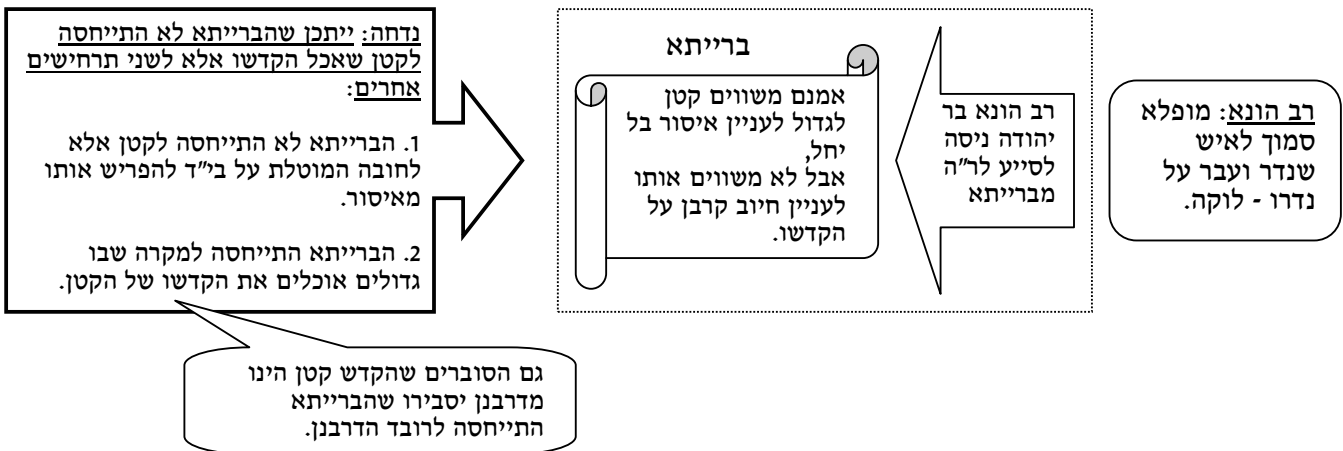 רב הונא: מופלא
סמוך לאיש
שנדר ועבר על
נדרו - לוקה.
רב הונא בר
יהודה ניסה
לסייע לר"ה
מברייתא
ברייתא
אמנם משווים קטן
לגדול לעניין איסור בל
יחל,
אבל לא משווים אותו
לעניין חיוב קרבן על
הקדשו.
נדחה: ייתכן שהברייתא לא התייחסה
לקטן שאכל הקדשו אלא לשני תרחישים
אחרים:
1. הברייתא לא התייחסה לקטן אלא
לחובה המוטלת על בי"ד להפריש אותו
מאיסור.
2. הברייתא התייחסה למקרה שבו
גדולים אוכלים את הקדשו של הקטן.
גם הסוברים שהקדש קטן הינו
מדרבנן יסבירו שהברייתא
התייחסה לרובד הדרבנן.